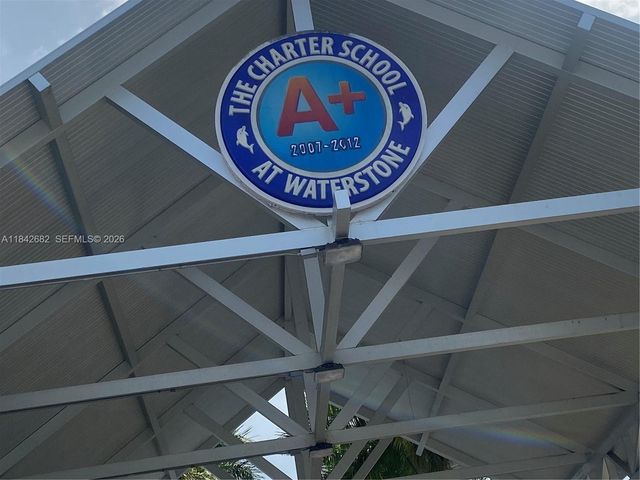 THE CHARTER SCHOOL
A+
2007-2012
AT WATERSTONE
A11842682 SEFMLS © 2026